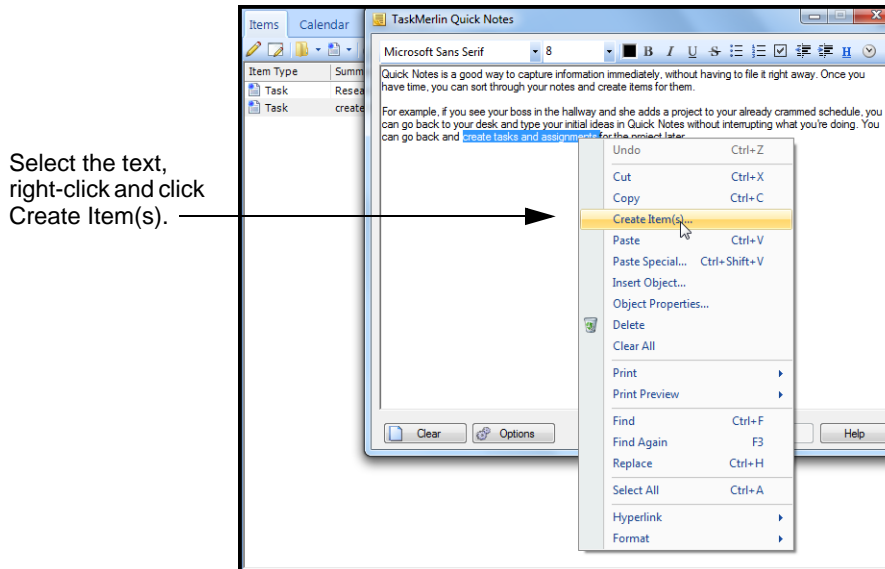 Items Calendar
TaskMerlin Quick Notes
Microsoft Sans Serif 8 B I U S H
Item Type Summ
Task Resea
Task create
Quick Notes is a good way to capture information immediately, without having to file it right away. Once you
have time, you can sort through your notes and create items for them.
For example, if you see your boss in the hallway and she adds a project to your already crammed schedule, you
can go back to your desk and type your initial ideas in Quick Notes without interrupting what you're doing. You
can go back and create tasks and assignments for the project later.
Select the text,
right-click and click
Create Item(s).
Undo Ctrl+Z
Cut Ctrl+X
Copy Ctrl+C
Create Item(s)...
Paste Ctrl+V
Paste Special... Ctrl+Shift+V
Insert Object...
Object Properties...
Delete
Clear All
Print
Print Preview
Find Ctrl+F
Find Again F3
Replace Ctrl+H
Select All Ctrl+A
Hyperlink
Format
Clear Options Help